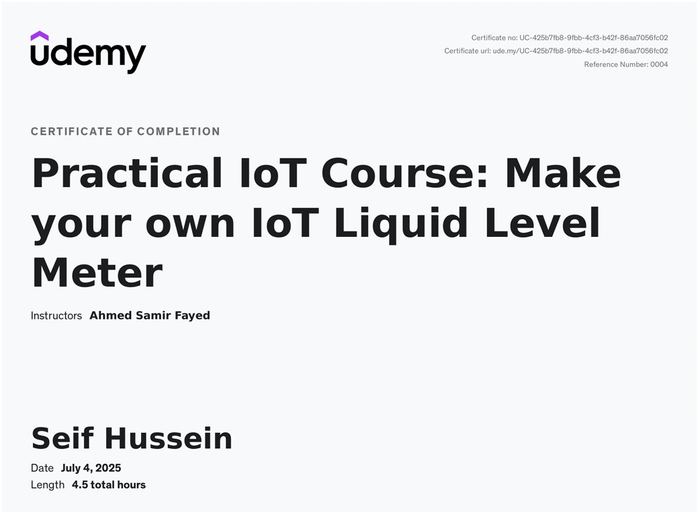 udemy
Certificate no: UC-425b7fb8-9fbb-4cf3-b42f-86aa7056fc02
Certificate url: ude.my/UC-425b7fb8-9fbb-4cf3-b42f-86aa7056fc02
Reference Number: 0004
CERTIFICATE OF COMPLETION
Practical IoT Course: Make
your own IoT Liquid Level
Meter
Instructors Ahmed Samir Fayed
Seif Hussein
Date July 4, 2025
Length 4.5 total hours